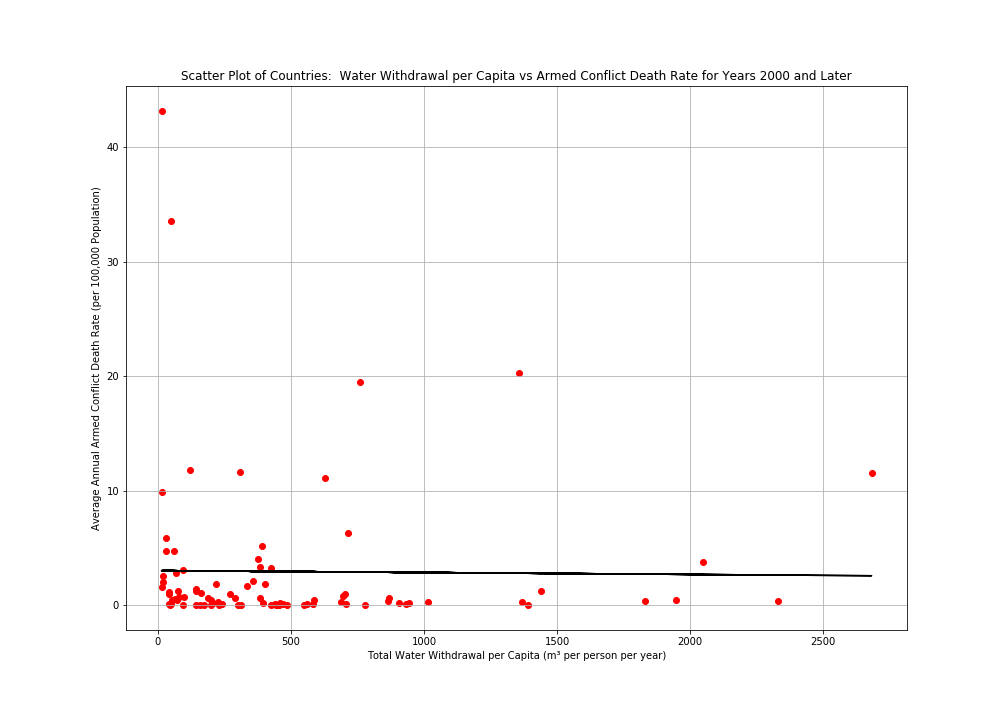 Scatter Plot of Countries:  Water Withdrawal per Capita vs Armed Conflict Death Rate for Years 2000 and Later
Average Annual Armed Conflict Death Rate (per 100,000 Population)
40
30
20
10
0
0 500 1000 1500 2000 2500
Total Water Withdrawal per Capita (m³ per person per year)